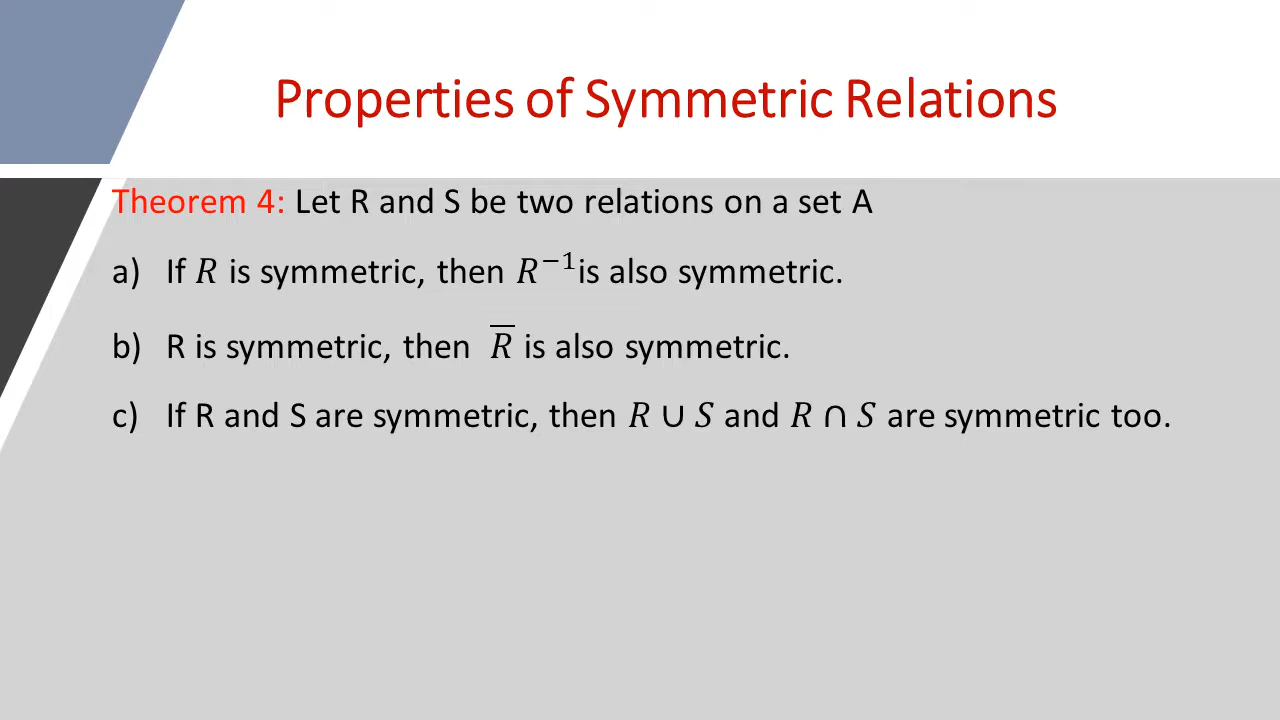 Properties of Symmetric Relations
Theorem 4: Let R and S be two relations on a set A
a) If R is symmetric, then R⁻¹is also symmetric.
b) R is symmetric, then R̅ is also symmetric.
c) If R and S are symmetric, then R ∪ S and R ∩ S are symmetric too.